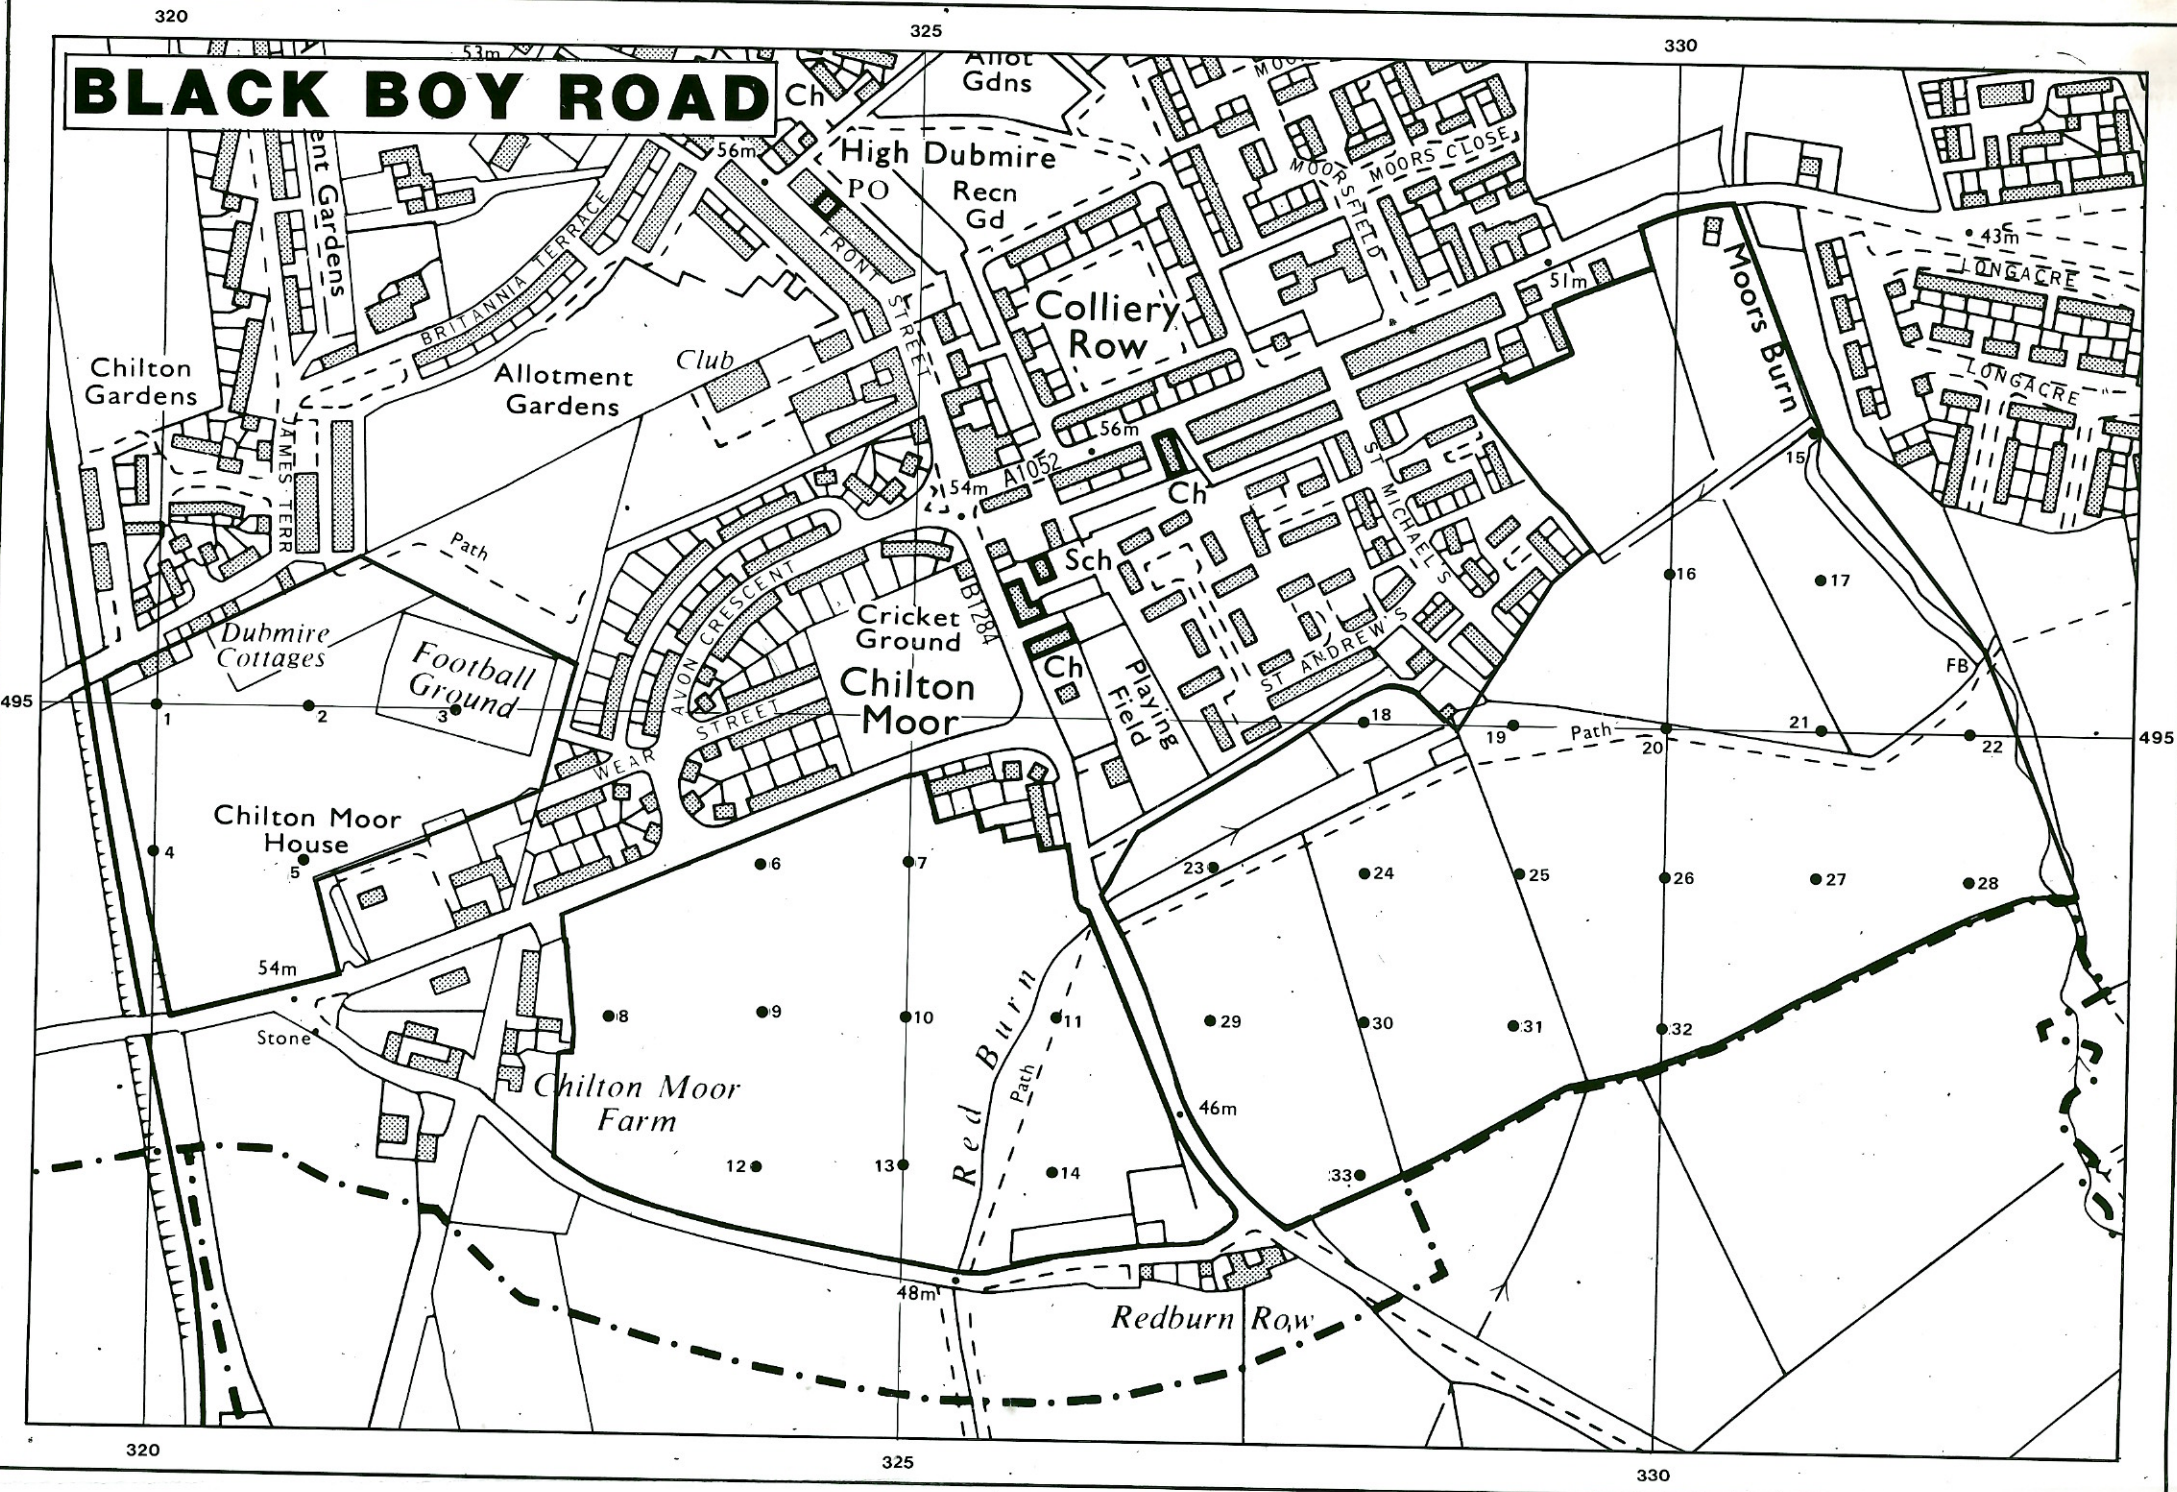 320
325
330
53m
BLACK BOY ROAD
Ch
Allot
Gdns
MOORS CLOSE
MOORSFIELD
56m
High Dubmire
PO
Recn
Gd
ent Gardens
BRITANNIA TERRACE
FRONT STREET
Colliery
Row
51m
Moors Burn
43m
LONGACRE
LONGACRE
Chilton
Gardens
Allotment
Gardens
Club
JAMES TERR
56m
A1052
54m
Ch
ST MICHAEL'S
15
Path
Sch
AVON CRESCENT
B1284
Cricket
Ground
Chilton
Moor
Ch
Playing
Field
ST ANDREW'S
16
17
FB
Dubmire
Cottages
Football
Ground
495
1
2
3
WEAR STREET
18
19
Path
20
21
22
495
Chilton Moor
House
4
5
6
7
23
24
25
26
27
28
54m
Stone
8
9
10
11
29
30
31
32
Red Burn
Path
Chilton Moor
Farm
46m
12
13
14
33
48m
Redburn Row
320
325
330